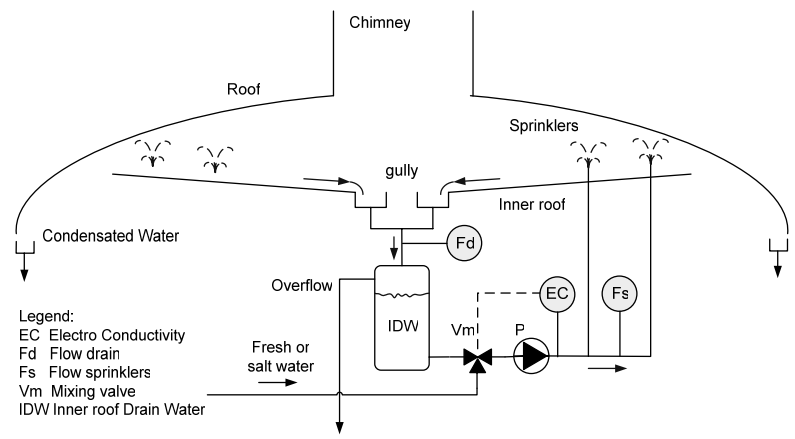 Chimney
Roof
Sprinklers
gully
Inner roof
Condensated Water
Fd
Overflow
EC
Fs
IDW
Vm
P
Fresh or
salt water
Legend:
EC Electro Conductivity
Fd Flow drain
Fs Flow sprinklers
Vm Mixing valve
IDW Inner roof Drain Water